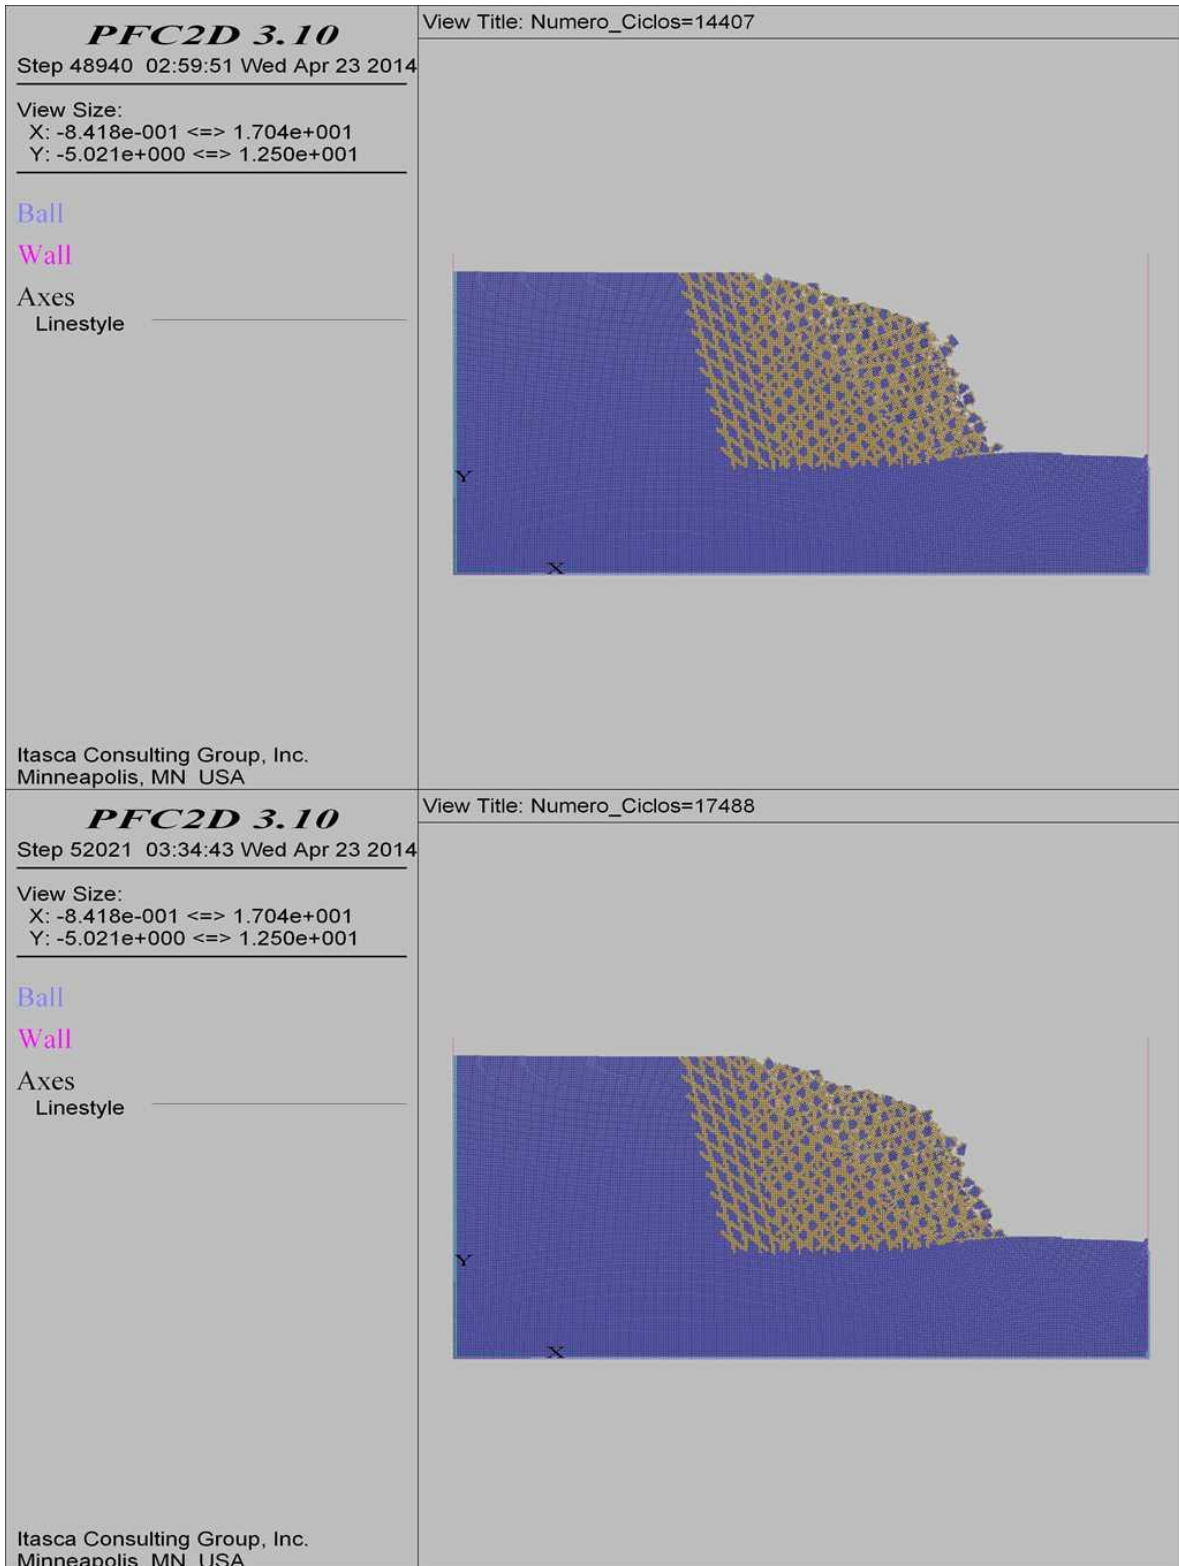 PFC2D 3.10
Step 48940 02:59:51 Wed Apr 23 2014
View Size:
X: -8.418e-001 <=> 1.704e+001
Y: -5.021e+000 <=> 1.250e+001
Ball
Wall
Axes
Linestyle
Itasca Consulting Group, Inc.
Minneapolis, MN USA
View Title: Numero_Ciclos=14407
Y
X
PFC2D 3.10
Step 52021 03:34:43 Wed Apr 23 2014
View Size:
X: -8.418e-001 <=> 1.704e+001
Y: -5.021e+000 <=> 1.250e+001
Ball
Wall
Axes
Linestyle
Itasca Consulting Group, Inc.
Minneapolis, MN USA
View Title: Numero_Ciclos=17488
Y
X